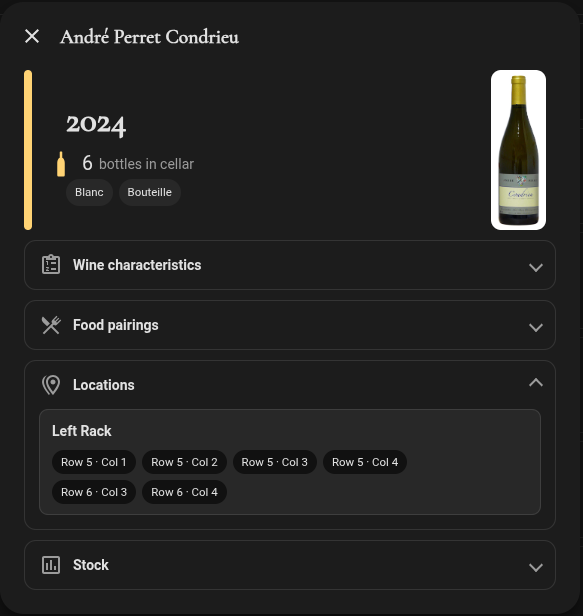 André Perret Condrieu
2024
6 bottles in cellar
Blanc Bouteille
Condrieu
Wine characteristics
Food pairings
Locations
Left Rack
Row 5 · Col 1 Row 5 · Col 2 Row 5 · Col 3 Row 5 · Col 4
Row 6 · Col 3 Row 6 · Col 4
Stock